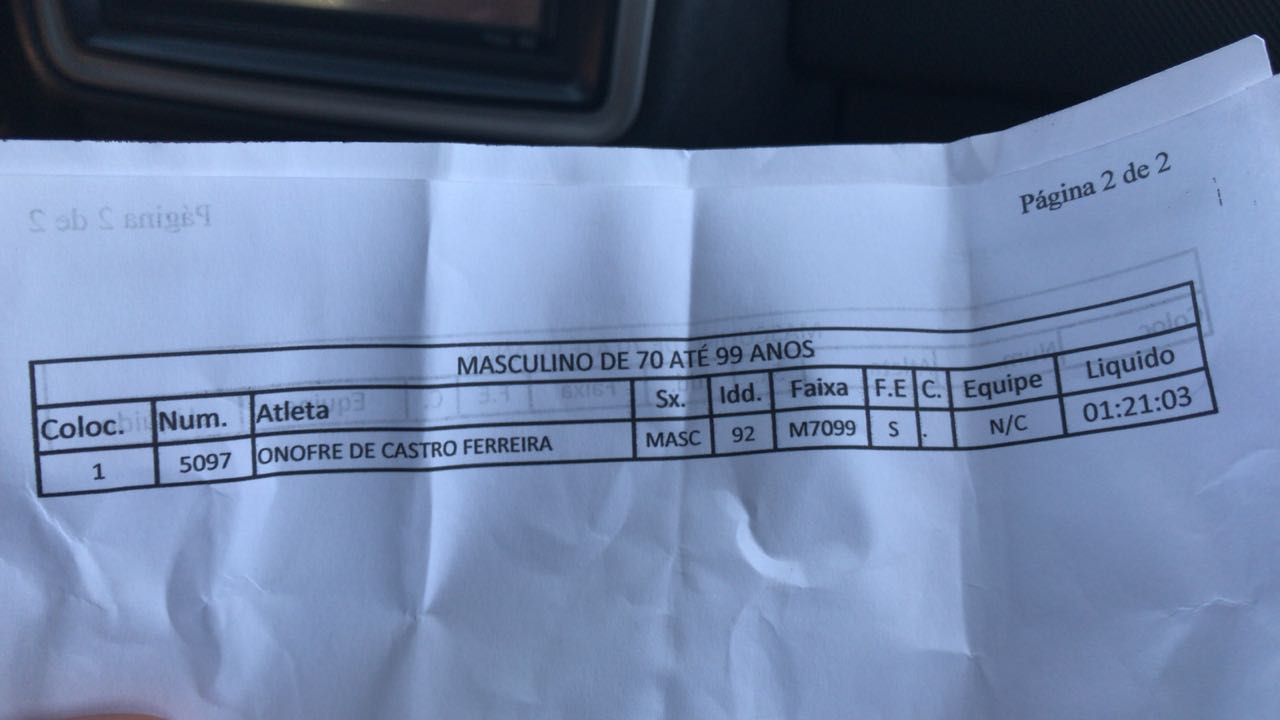 Página 2 de 2
MASCULINO DE 70 ATÉ 99 ANOS
Coloc. Num. Atleta Sx. Idd. Faixa F.E C. Equipe Liquido
1 5097 ONOFRE DE CASTRO FERREIRA MASC 92 M7099 S . N/C 01:21:03